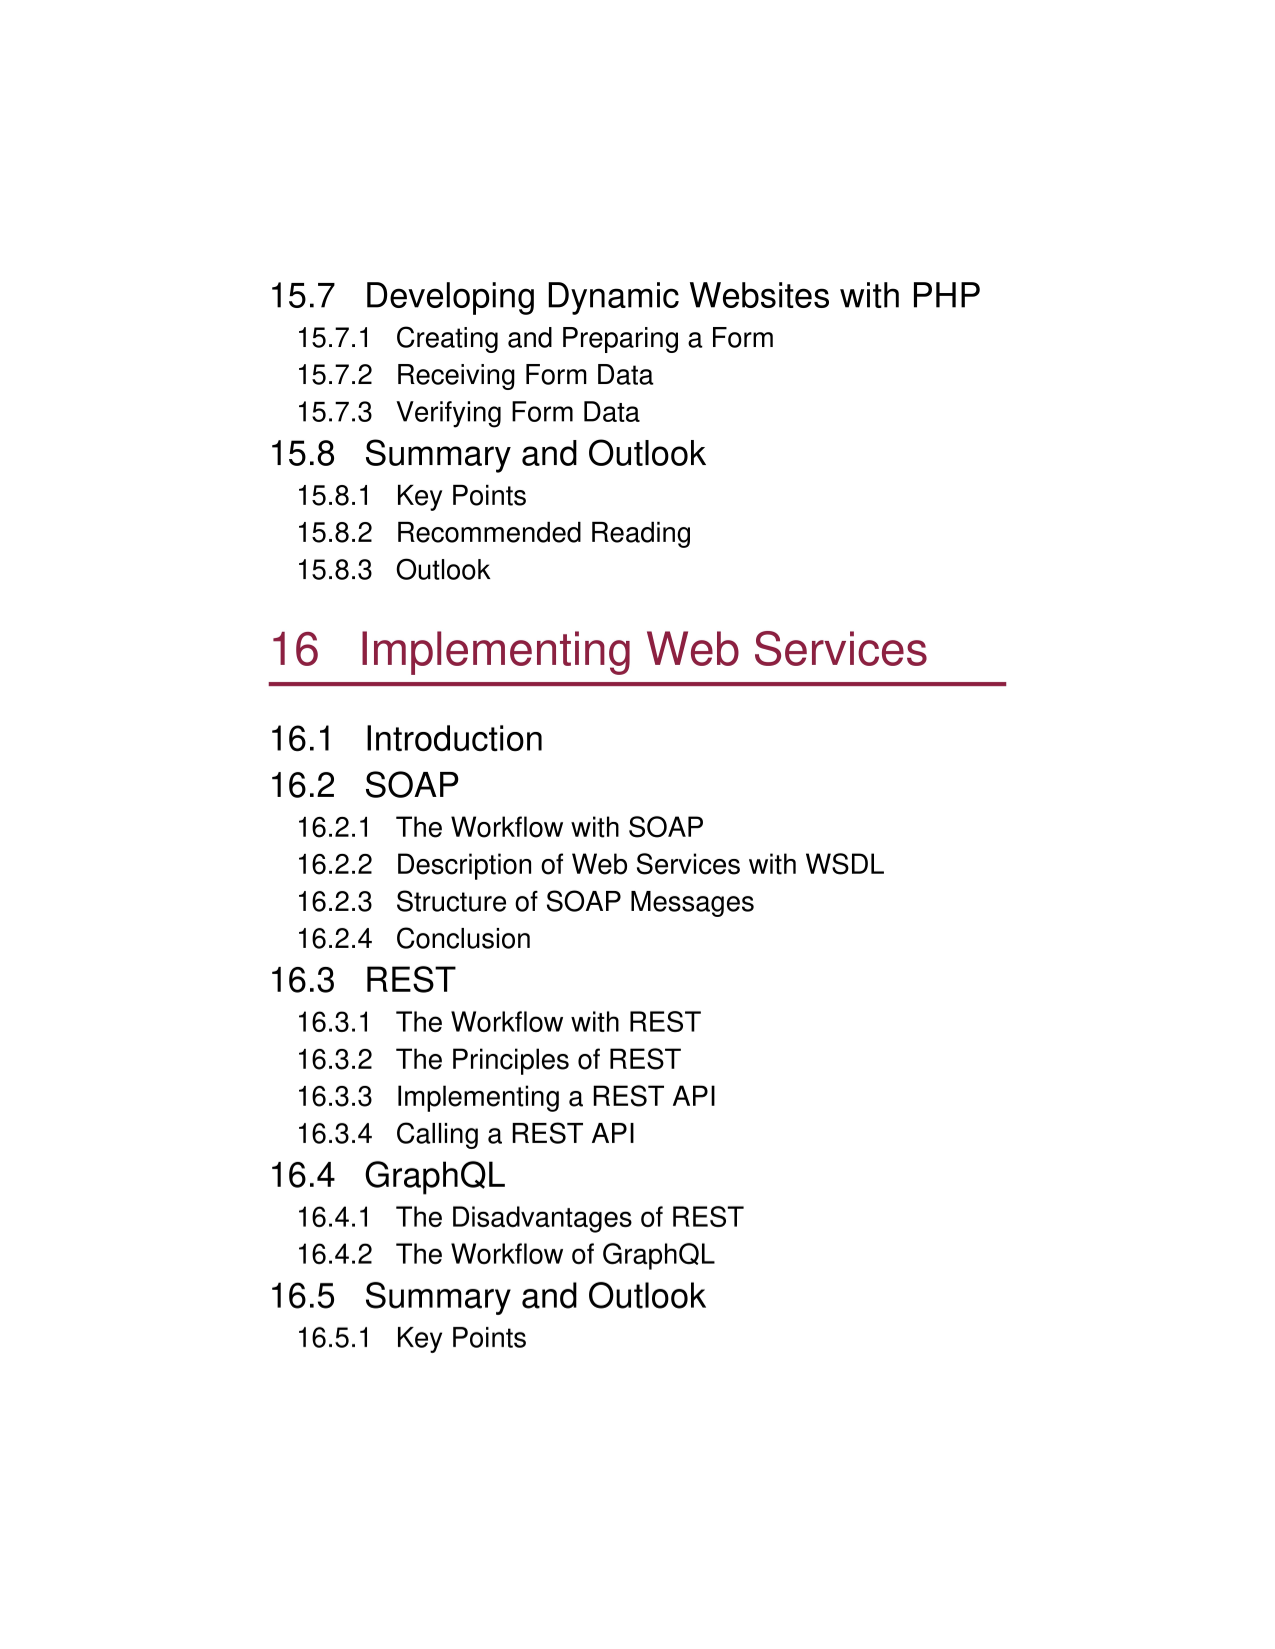 15.7 Developing Dynamic Websites with PHP
15.7.1 Creating and Preparing a Form
15.7.2 Receiving Form Data
15.7.3 Verifying Form Data
15.8 Summary and Outlook
15.8.1 Key Points
15.8.2 Recommended Reading
15.8.3 Outlook
16 Implementing Web Services
16.1 Introduction
16.2 SOAP
16.2.1 The Workflow with SOAP
16.2.2 Description of Web Services with WSDL
16.2.3 Structure of SOAP Messages
16.2.4 Conclusion
16.3 REST
16.3.1 The Workflow with REST
16.3.2 The Principles of REST
16.3.3 Implementing a REST API
16.3.4 Calling a REST API
16.4 GraphQL
16.4.1 The Disadvantages of REST
16.4.2 The Workflow of GraphQL
16.5 Summary and Outlook
16.5.1 Key Points